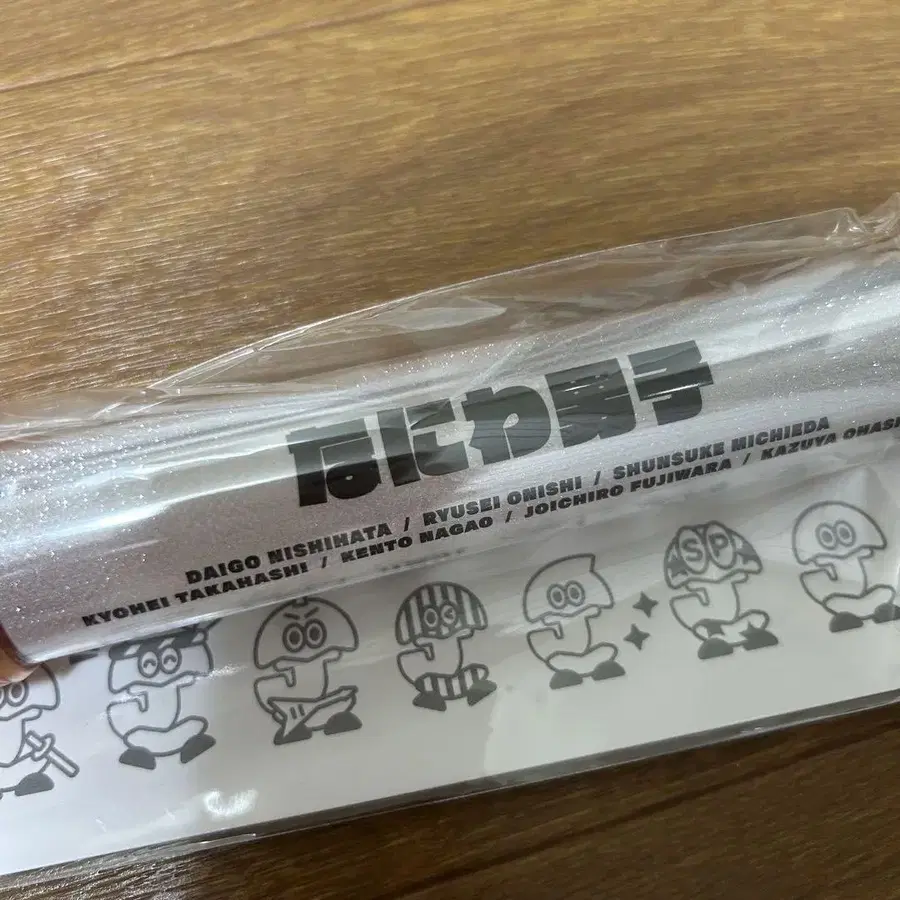 なにわ男子
DAIGO NISHIHATA / RYUSEI ONISHI / SHUNSUKE MICHIEDA
KYOHEI TAKAHASHI / KENTO NAGAO / JOICHIRO FUJIWARA / KAZUYA OHASH
SP